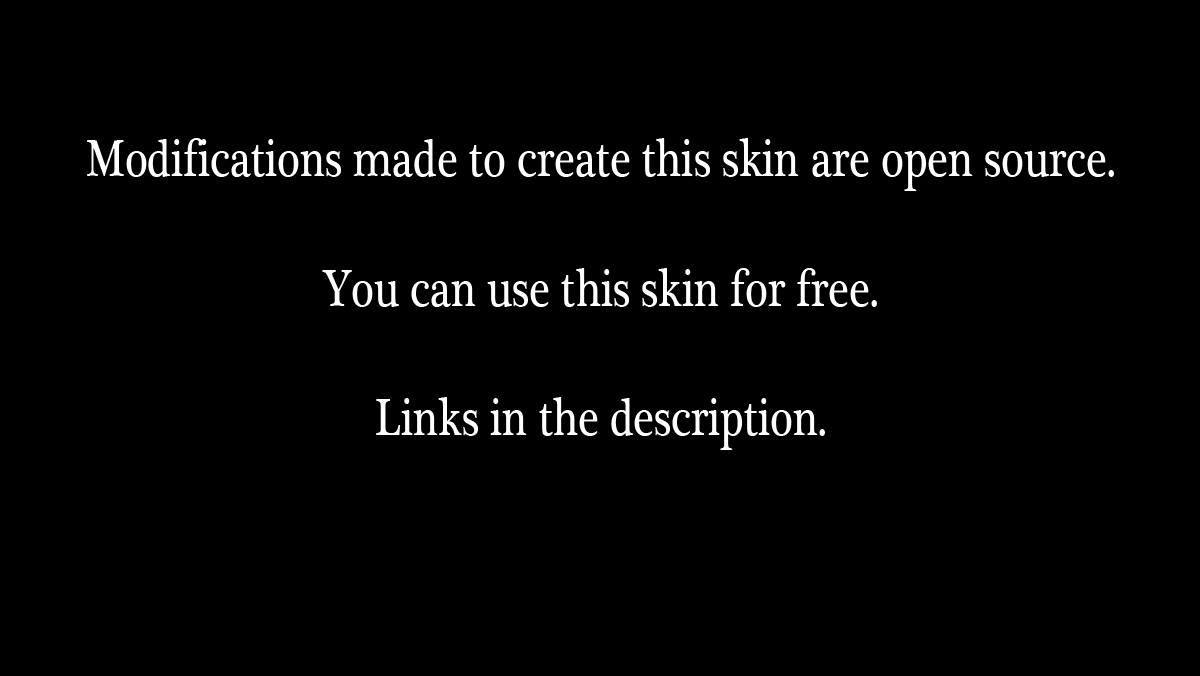 Modifications made to create this skin are open source.
You can use this skin for free.
Links in the description.